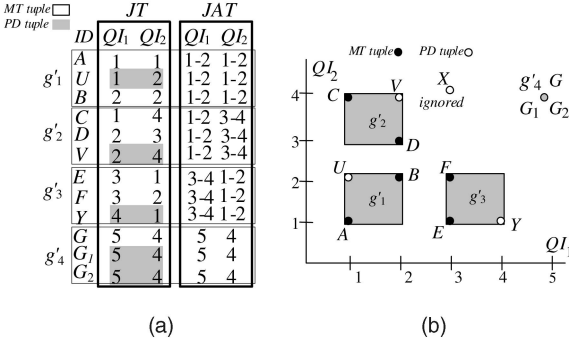 MT tuple
PD tuple
JT JAT
ID QI₁ QI₂ QI₁ QI₂
g'₁
A 1 1 1-2 1-2
U 1 2 1-2 1-2
B 2 2 1-2 1-2
g'₂
C 1 4 1-2 3-4
D 2 3 1-2 3-4
V 2 4 1-2 3-4
g'₃
E 3 1 3-4 1-2
F 3 2 3-4 1-2
Y 4 1 3-4 1-2
g'₄
G 5 4 5 4
G₁ 5 4 5 4
G₂ 5 4 5 4
(a)
MT tuple PD tuple
QI₂
4 C V X g'₄ G
ignored G₁ G₂
g'₂
3 D
2 U B F
g'₁ g'₃
1 A E Y
QI₁
1 2 3 4 5
(b)